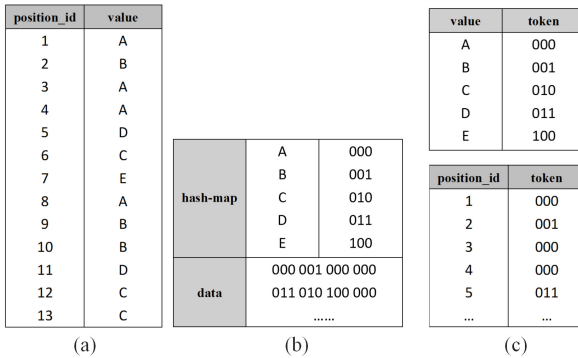 position_id value
1 A
2 B
3 A
4 A
5 D
6 C
7 E
8 A
9 B
10 B
11 D
12 C
13 C
(a)
hash-map
A 000
B 001
C 010
D 011
E 100
data
000 001 000 000
011 010 100 000
......
(b)
value token
A 000
B 001
C 010
D 011
E 100
position_id token
1 000
2 001
3 000
4 000
5 011
... ...
(c)